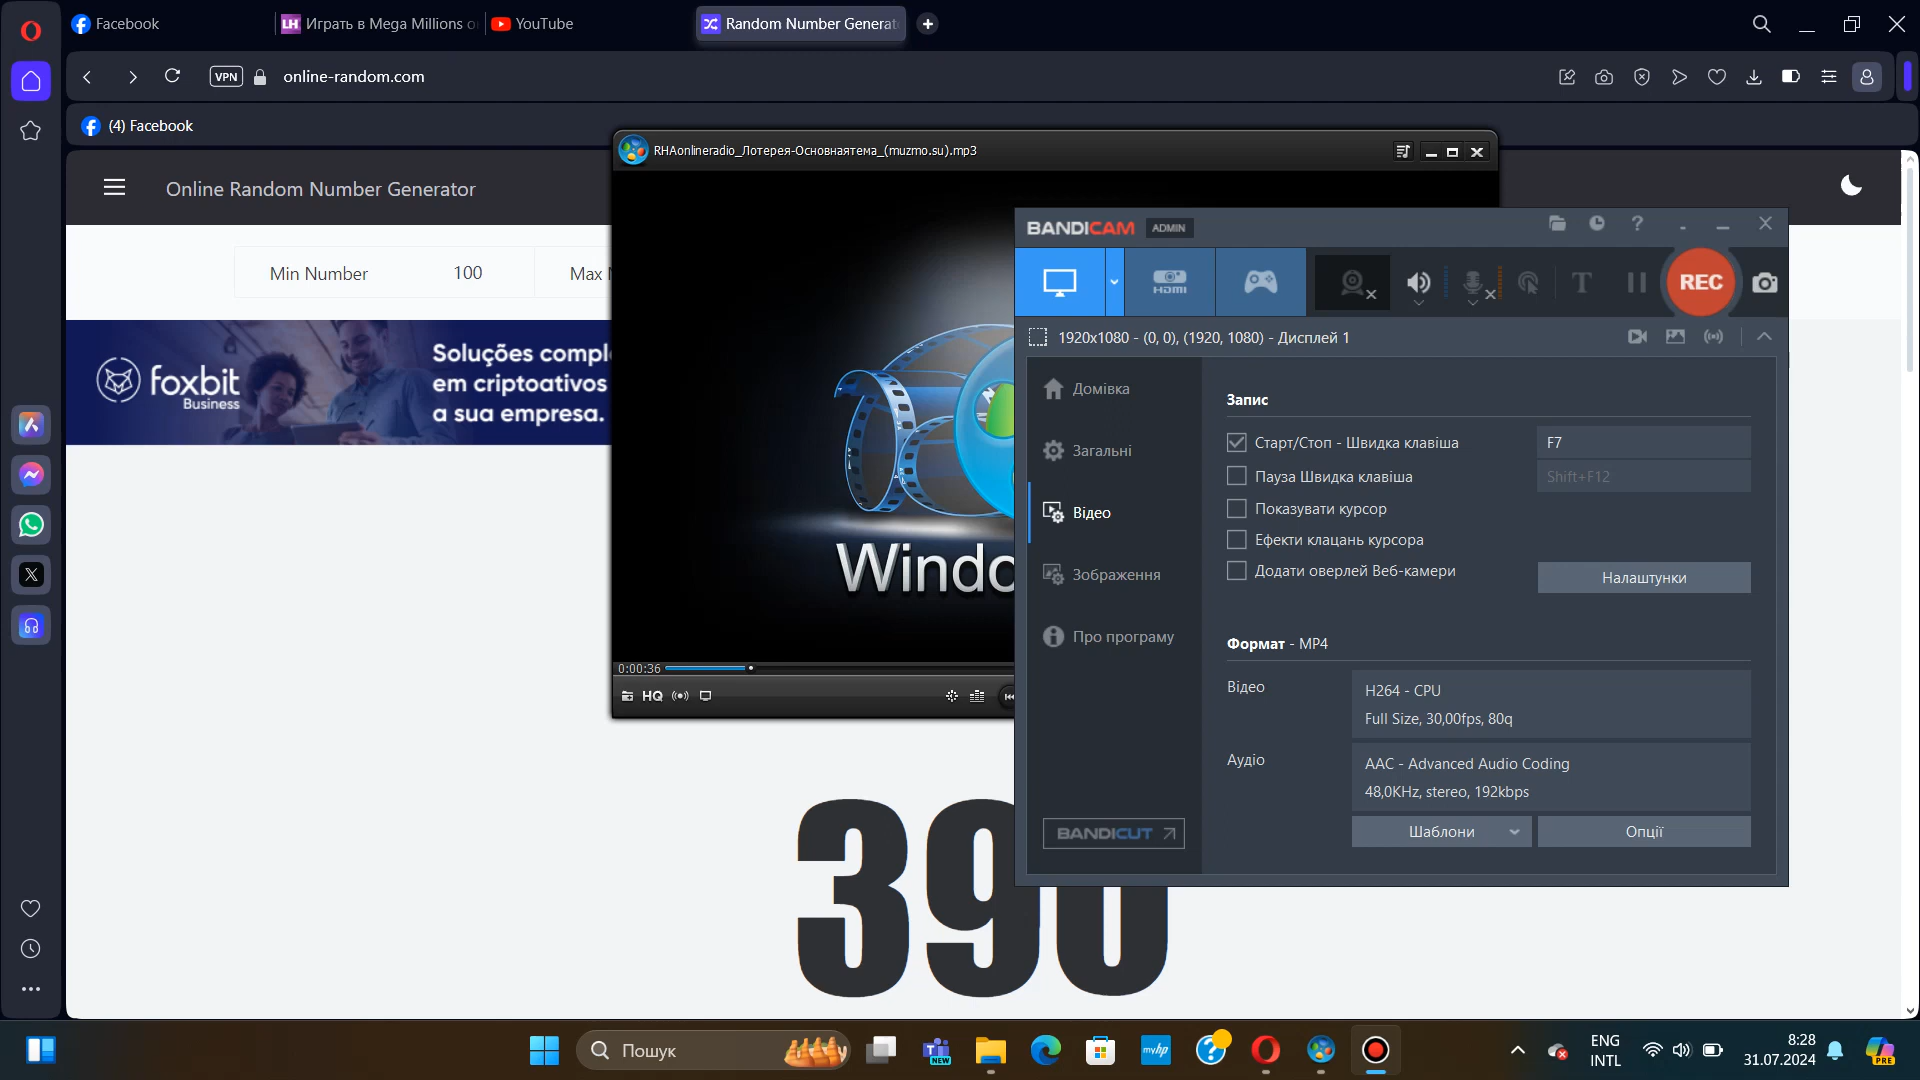 Facebook
Играть в Mega Millions o
YouTube
Random Number Generat
VPN
online-random.com
(4) Facebook
RHAonlineradio_Лотерея-Основнаятема_(muzmo.su).mp3
Online Random Number Generator
BANDICAM ADMIN
Min Number 100 Max
HDMI
T
REC
1920x1080 - (0, 0), (1920, 1080) - Дисплей 1
foxbit
Business
Soluções compl
em criptoativos
a sua empresa.
Домівка
Загальні
Відео
Зображення
Про програму
BANDICUT
Запис
Старт/Стоп - Швидка клавіша F7
Пауза Швидка клавіша Shift+F12
Показувати курсор
Ефекти клацань курсора
Додати оверлей Веб-камери
Налаштунки
Формат - MP4
Відео
H264 - CPU
Full Size, 30,00fps, 80q
Аудіо
AAC - Advanced Audio Coding
48,0KHz, stereo, 192kbps
Шаблони
Опції
Windo
0:00:36
HQ
390
Пошук
NEW
myhp
ENG
INTL
8:28
31.07.2024
PRE